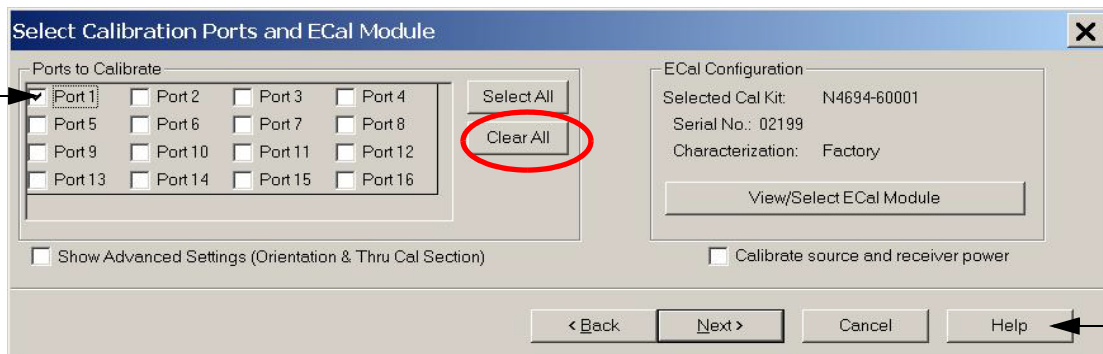 Select Calibration Ports and ECal Module
Ports to Calibrate
Port 1 Port 2 Port 3 Port 4
Port 5 Port 6 Port 7 Port 8
Port 9 Port 10 Port 11 Port 12
Port 13 Port 14 Port 15 Port 16
Select All
Clear All
Show Advanced Settings (Orientation & Thru Cal Section)
ECal Configuration
Selected Cal Kit: N4694-60001
Serial No.: 02199
Characterization: Factory
View/Select ECal Module
Calibrate source and receiver power
< Back Next > Cancel Help